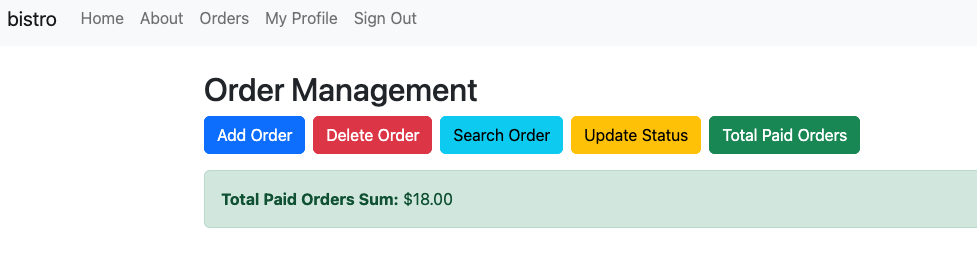 bistro Home About Orders My Profile Sign Out
Order Management
Add Order Delete Order Search Order Update Status Total Paid Orders
Total Paid Orders Sum: $18.00